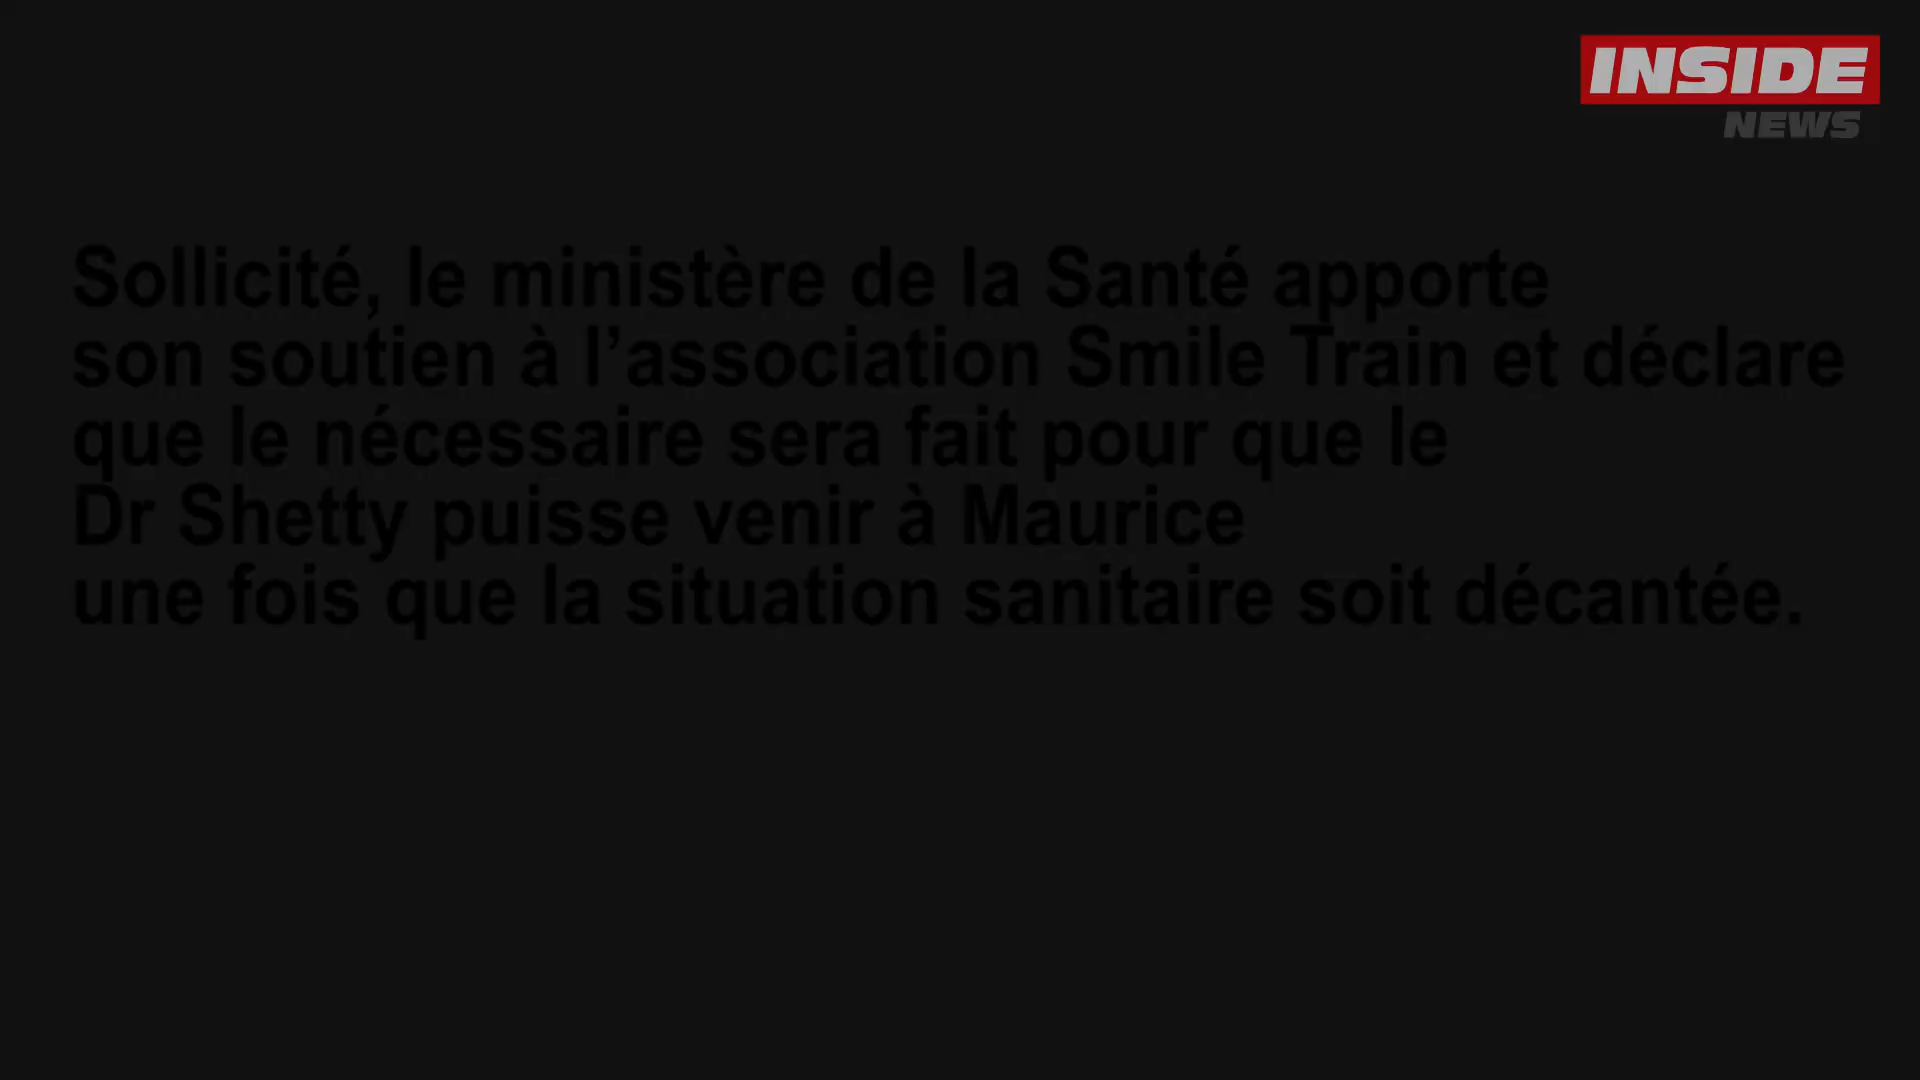 INSIDE
NEWS
Sollicité, le ministère de la Santé apporte
son soutien à l’association Smile Train et déclare
que le nécessaire sera fait pour que le
Dr Shetty puisse venir à Maurice
une fois que la situation sanitaire soit décantée.